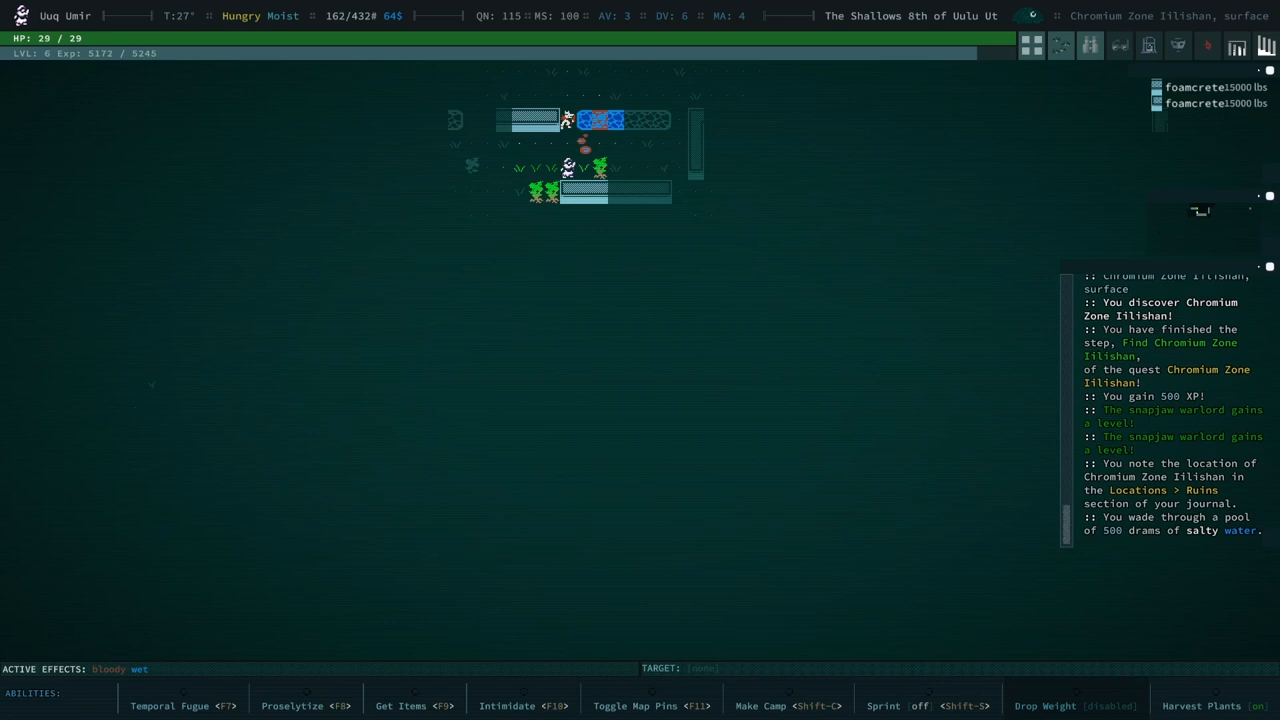 Uuq Umir T:27° :: Hungry Moist :: 162/432# 64$ QN: 115 :: MS: 100 :: AV: 3 :: DV: 6 :: MA: 4 The Shallows 8th of Uulu Ut :: Chromium Zone Iilishan, surface
HP: 29 / 29
LVL: 6 Exp: 5172 / 5245
foamcrete 15000 lbs
foamcrete 15000 lbs
:: Chromium Zone Iilishan,
surface
:: You discover Chromium
Zone Iilishan!
:: You have finished the
step, Find Chromium Zone
Iilishan,
of the quest Chromium Zone
Iilishan!
:: You gain 500 XP!
:: The snapjaw warlord gains
a level!
:: The snapjaw warlord gains
a level!
:: You note the location of
Chromium Zone Iilishan in
the Locations > Ruins
section of your journal.
:: You wade through a pool
of 500 drams of salty water.
ACTIVE EFFECTS: bloody wet TARGET: [none]
ABILITIES: Temporal Fugue <F7> Proselytize <F8> Get Items <F9> Intimidate <F10> Toggle Map Pins <F11> Make Camp <Shift-C> Sprint [off] <Shift-S> Drop Weight [disabled] Harvest Plants [on]